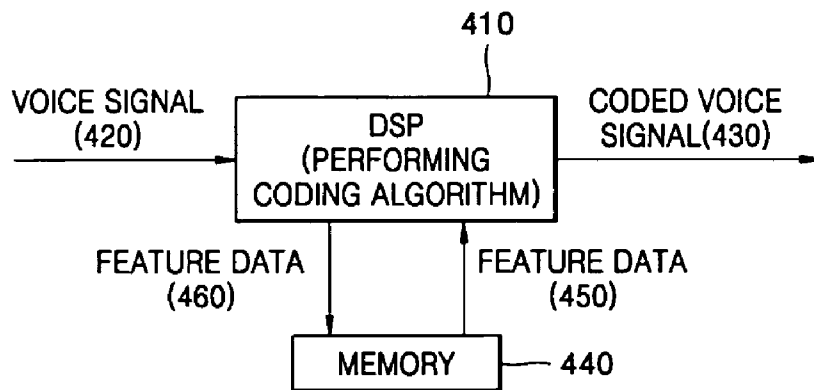 410
VOICE SIGNAL
(420)
DSP
(PERFORMING
CODING ALGORITHM)
CODED VOICE
SIGNAL(430)
FEATURE DATA
(460)
FEATURE DATA
(450)
MEMORY
440